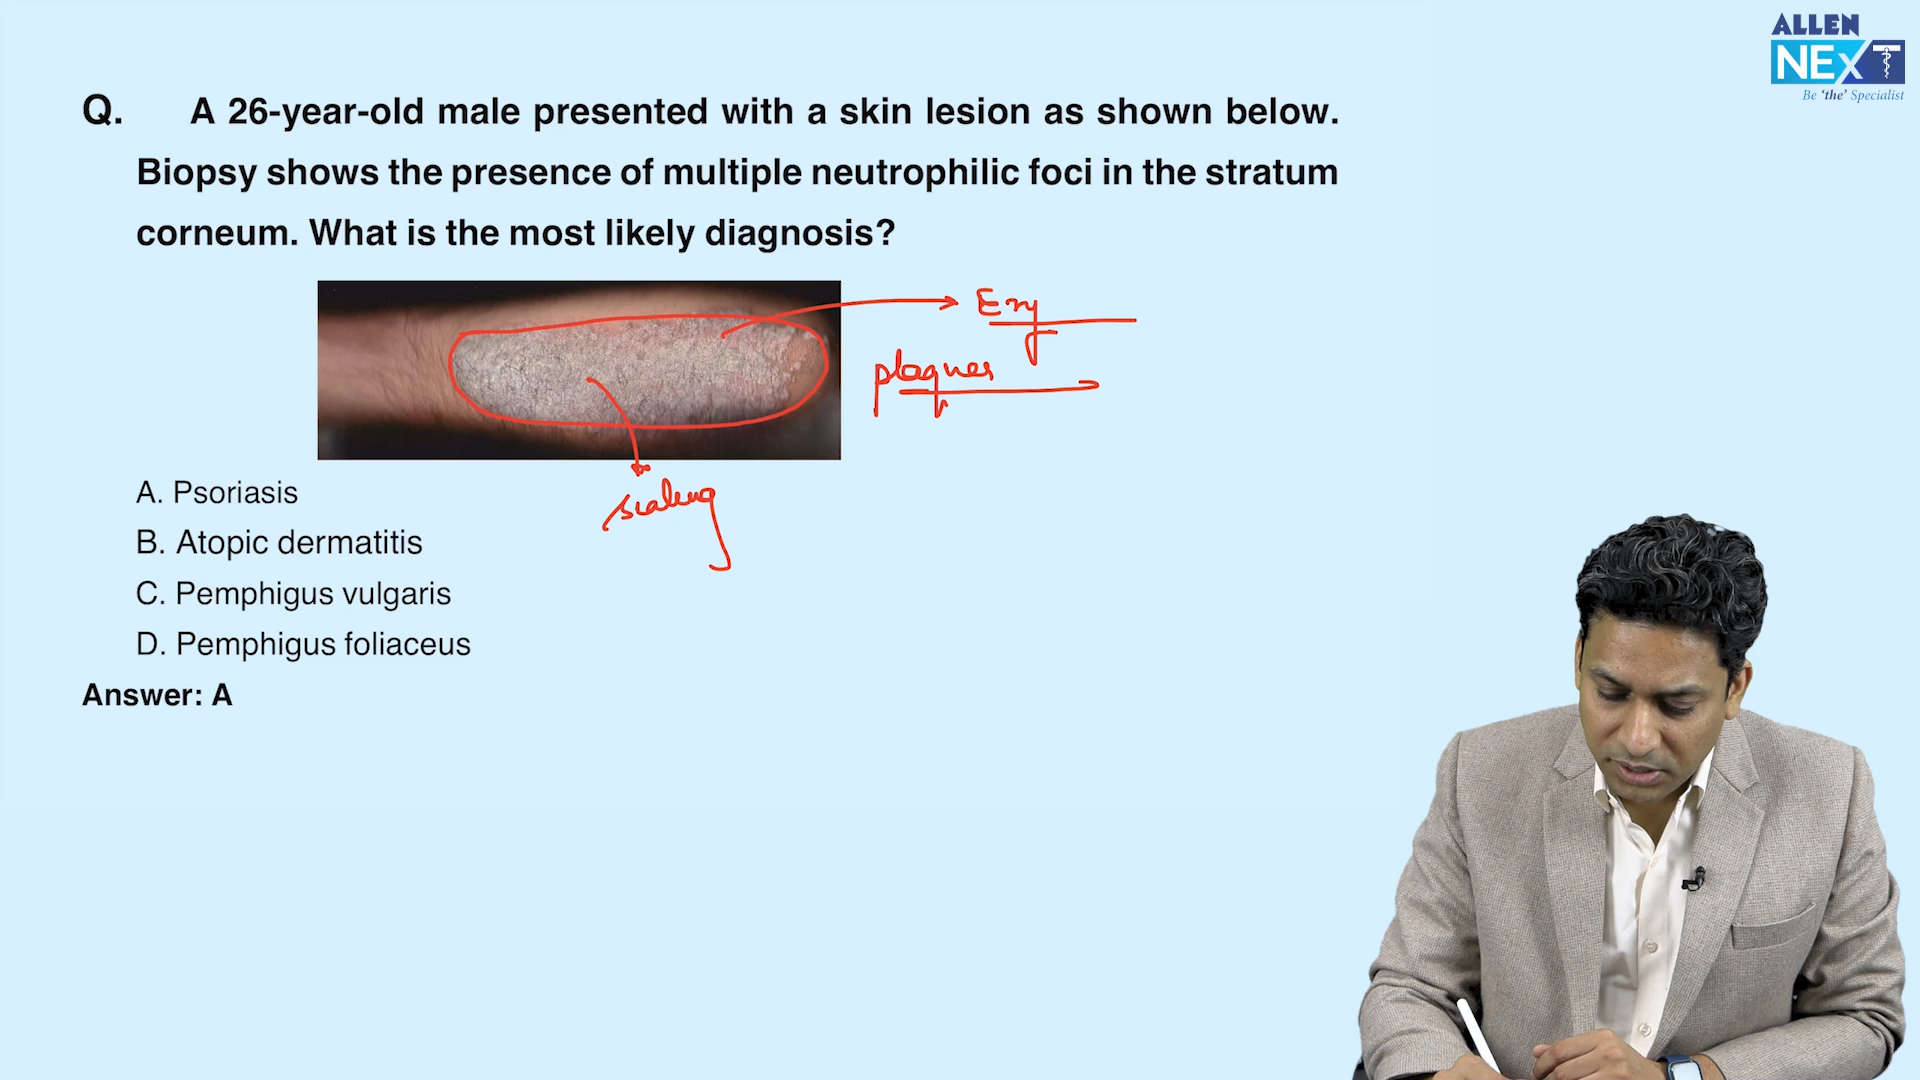 ALLEN
NEXT
Be 'the' Specialist
Q. A 26-year-old male presented with a skin lesion as shown below.
Biopsy shows the presence of multiple neutrophilic foci in the stratum
corneum. What is the most likely diagnosis?
Ery
plaques
scaling
A. Psoriasis
B. Atopic dermatitis
C. Pemphigus vulgaris
D. Pemphigus foliaceus
Answer: A